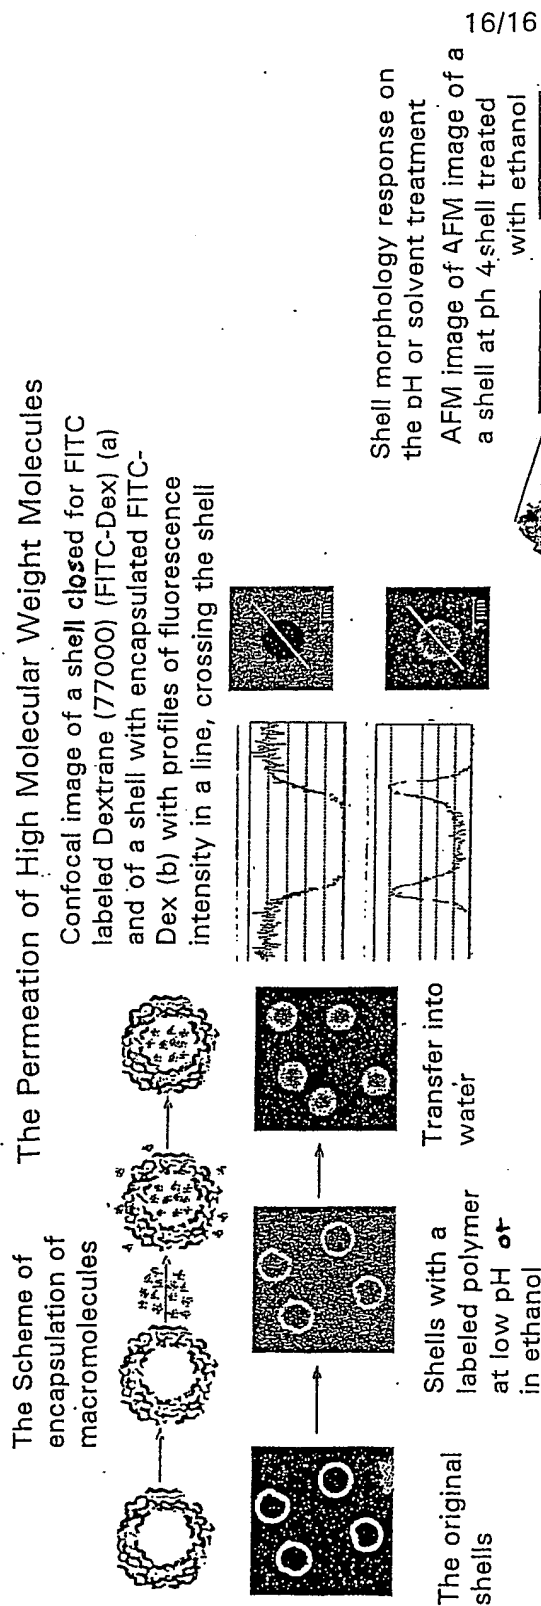 16/16
The Permeation of High Molecular Weight Molecules
The Scheme of
encapsulation of
macromolecules
Confocal image of a shell closed for FITC
labeled Dextrane (77000) (FITC-Dex) (a)
and of a shell with encapsulated FITC-
Dex (b) with profiles of fluorescence
intensity in a line, crossing the shell
The original
shells
Shells with a
labeled polymer
at low pH or
in ethanol
Transfer into
water
Shell morphology response on
the pH or solvent treatment
AFM image of AFM image of a
a shell at ph 4 shell treated
with ethanol